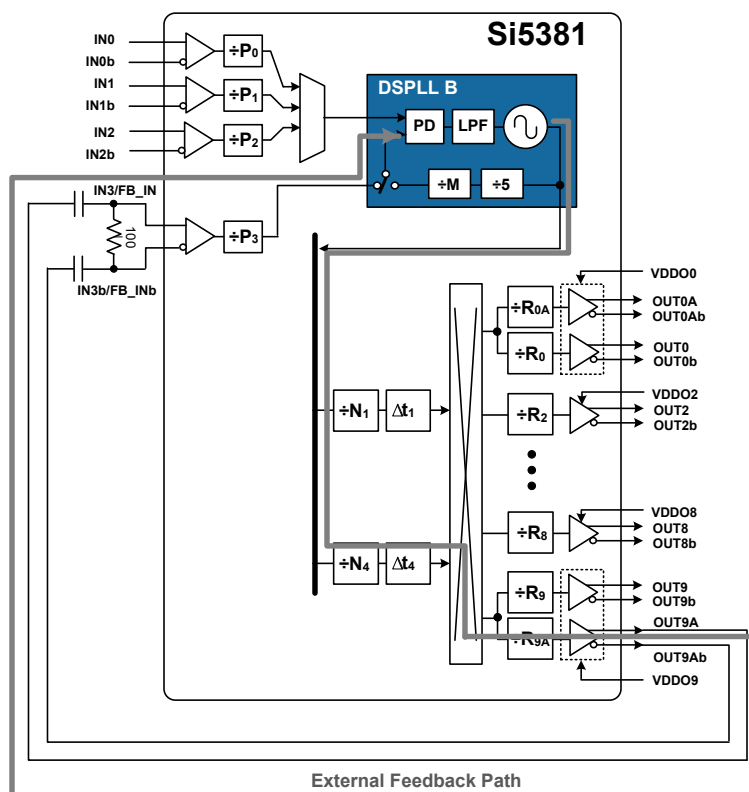 Si5381
IN0
IN0b
÷P0
IN1
IN1b
÷P1
IN2
IN2b
÷P2
DSPLL B
PD
LPF
÷M
÷5
IN3/FB_IN
100
÷P3
IN3b/FB_INb
VDDO0
÷R0A
OUT0A
OUT0Ab
÷R0
OUT0
OUT0b
VDDO2
÷N1
Δt1
÷R2
OUT2
OUT2b
VDDO8
÷R8
OUT8
OUT8b
÷N4
Δt4
÷R9
OUT9
OUT9b
÷R9A
OUT9A
OUT9Ab
VDDO9
External Feedback Path